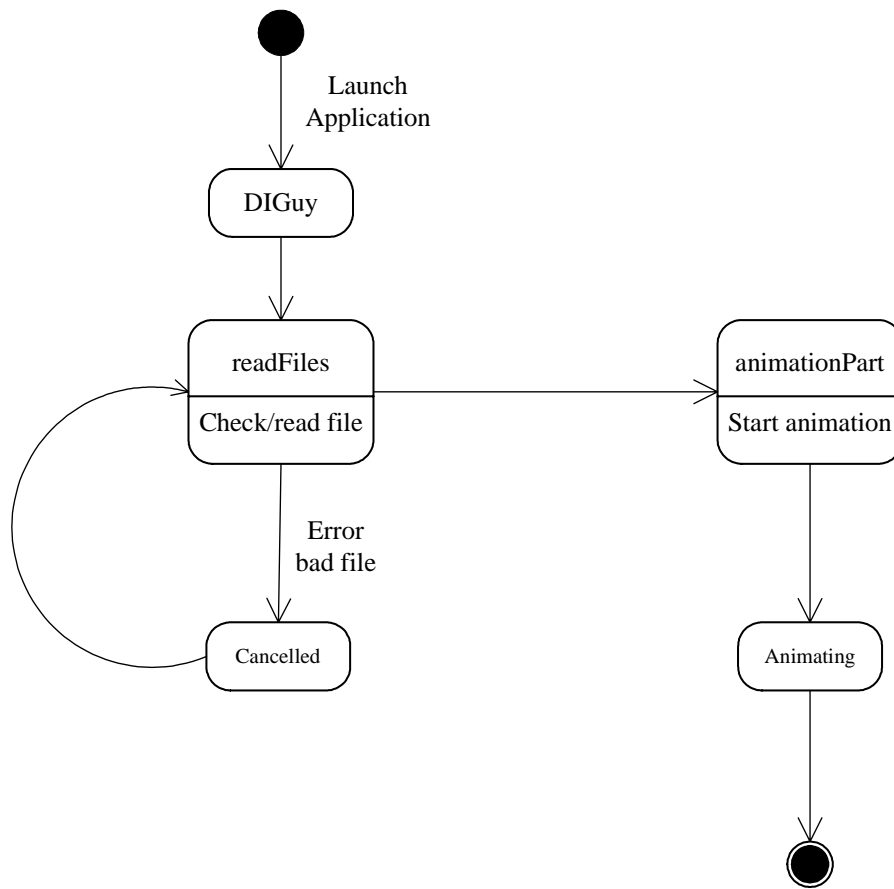 Launch
Application
DIGuy
readFiles
Check/read file
animationPart
Start animation
Error
bad file
Cancelled
Animating